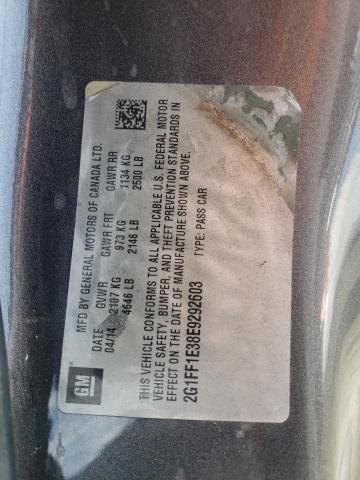 GM
MFD BY GENERAL MOTORS OF CANADA LTD.
DATE GVWR GAWR FRT GAWR RR
04/14 2107 KG 973 KG 1134 KG
4646 LB 2146 LB 2500 LB
THIS VEHICLE CONFORMS TO ALL APPLICABLE U.S. FEDERAL MOTOR
VEHICLE SAFETY, BUMPER, AND THEFT PREVENTION STANDARDS IN
EFFECT ON THE DATE OF MANUFACTURE SHOWN ABOVE.
2G1FF1E38E9292603 TYPE: PASS CAR